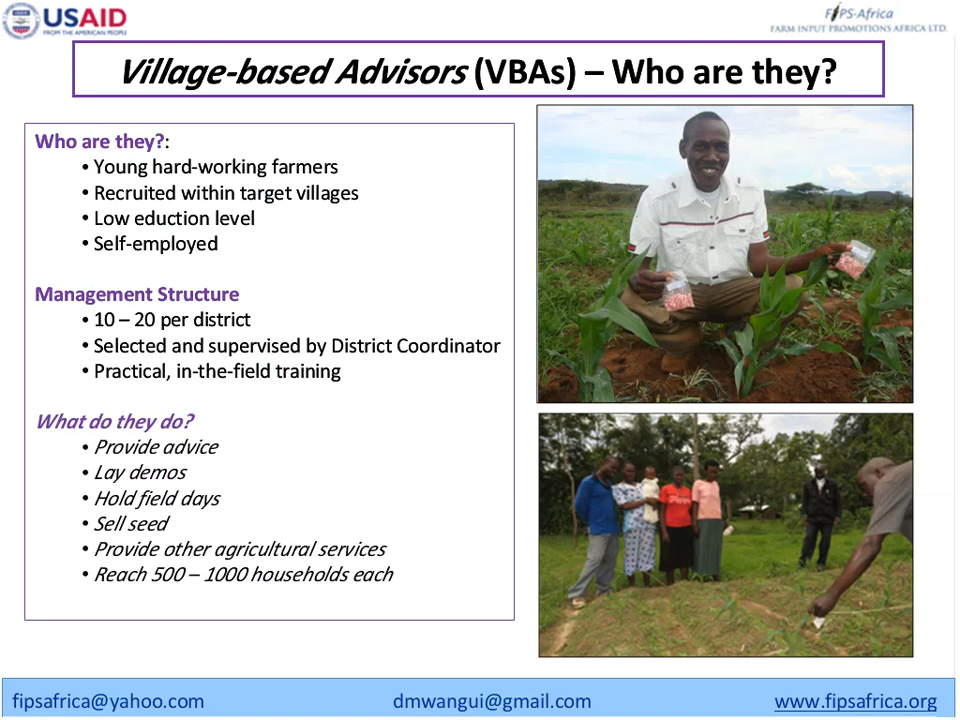 USAID
FROM THE AMERICAN PEOPLE
FIPS-Africa
FARM INPUT PROMOTIONS AFRICA LTD.
Village-based Advisors (VBAs) – Who are they?
Who are they?:
• Young hard-working farmers
• Recruited within target villages
• Low eduction level
• Self-employed
Management Structure
• 10 – 20 per district
• Selected and supervised by District Coordinator
• Practical, in-the-field training
What do they do?
• Provide advice
• Lay demos
• Hold field days
• Sell seed
• Provide other agricultural services
• Reach 500 – 1000 households each
fipsafrica@yahoo.com dmwangui@gmail.com www.fipsafrica.org